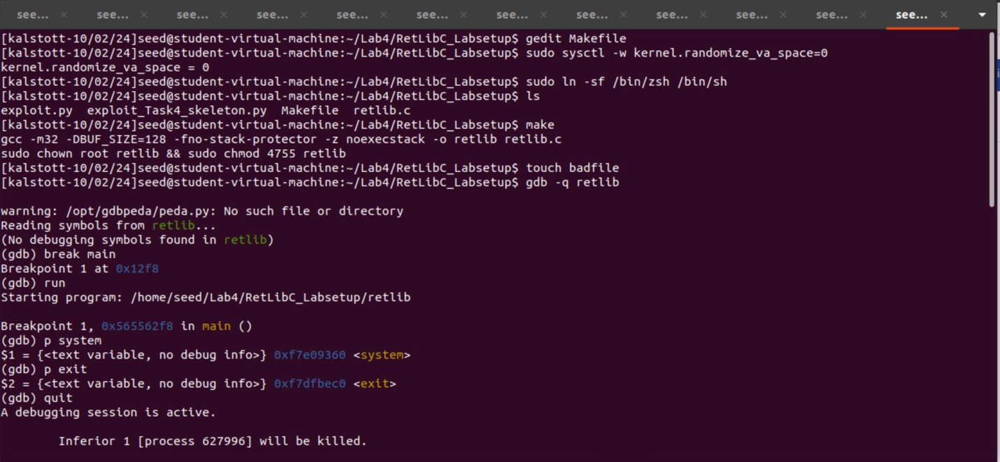 see... × see... × see... × see... × see... × see... × see... × see... × see... × see... × see... × see... ×
[kalstott-10/02/24]seed@student-virtual-machine:~/Lab4/RetLibC_Labsetup$ gedit Makefile
[kalstott-10/02/24]seed@student-virtual-machine:~/Lab4/RetLibC_Labsetup$ sudo sysctl -w kernel.randomize_va_space=0
kernel.randomize_va_space = 0
[kalstott-10/02/24]seed@student-virtual-machine:~/Lab4/RetLibC_Labsetup$ sudo ln -sf /bin/zsh /bin/sh
[kalstott-10/02/24]seed@student-virtual-machine:~/Lab4/RetLibC_Labsetup$ ls
exploit.py  exploit_Task4_skeleton.py  Makefile  retlib.c
[kalstott-10/02/24]seed@student-virtual-machine:~/Lab4/RetLibC_Labsetup$ make
gcc -m32 -DBUF_SIZE=128 -fno-stack-protector -z noexecstack -o retlib retlib.c
sudo chown root retlib && sudo chmod 4755 retlib
[kalstott-10/02/24]seed@student-virtual-machine:~/Lab4/RetLibC_Labsetup$ touch badfile
[kalstott-10/02/24]seed@student-virtual-machine:~/Lab4/RetLibC_Labsetup$ gdb -q retlib
warning: /opt/gdbpeda/peda.py: No such file or directory
Reading symbols from retlib...
(No debugging symbols found in retlib)
(gdb) break main
Breakpoint 1 at 0x12f8
(gdb) run
Starting program: /home/seed/Lab4/RetLibC_Labsetup/retlib
Breakpoint 1, 0x565562f8 in main ()
(gdb) p system
$1 = {<text variable, no debug info>} 0xf7e09360 <system>
(gdb) p exit
$2 = {<text variable, no debug info>} 0xf7dfbec0 <exit>
(gdb) quit
A debugging session is active.
Inferior 1 [process 627996] will be killed.